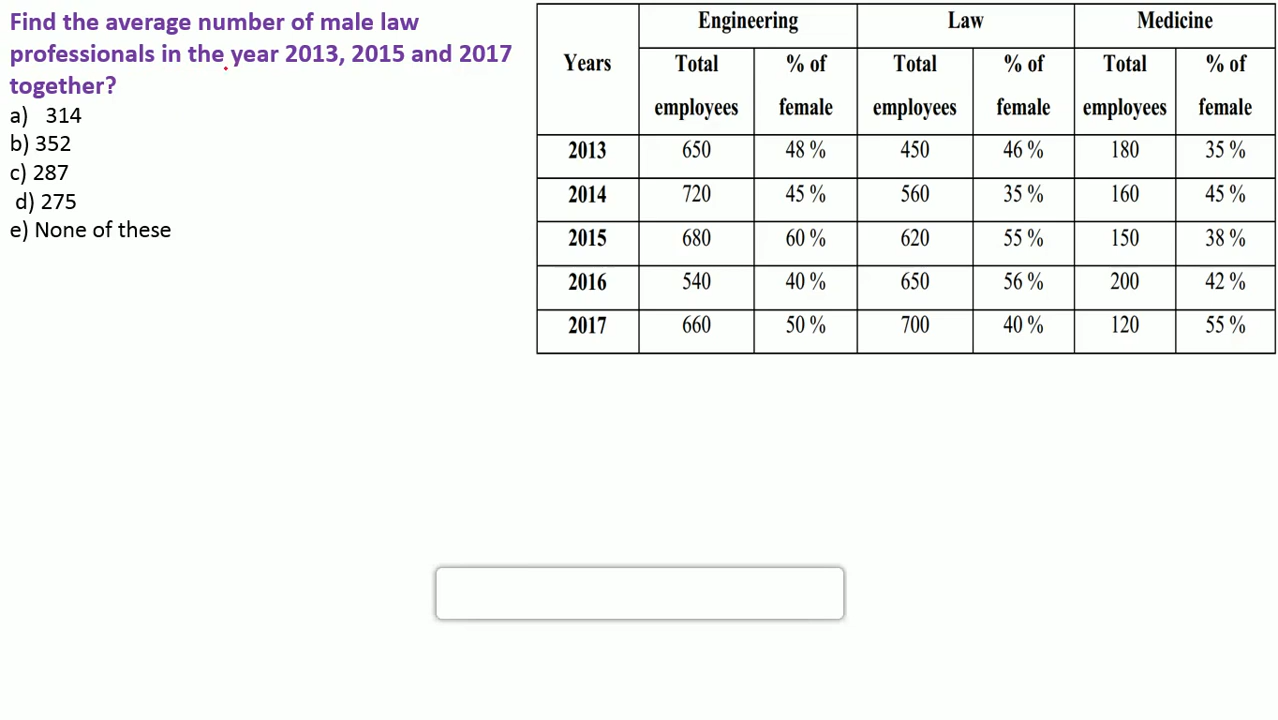 Find the average number of male law
professionals in the year 2013, 2015 and 2017
together?
a) 314
b) 352
c) 287
d) 275
e) None of these
Engineering Law Medicine
Years Total employees % of female Total employees % of female Total employees % of female
2013 650 48 % 450 46 % 180 35 %
2014 720 45 % 560 35 % 160 45 %
2015 680 60 % 620 55 % 150 38 %
2016 540 40 % 650 56 % 200 42 %
2017 660 50 % 700 40 % 120 55 %